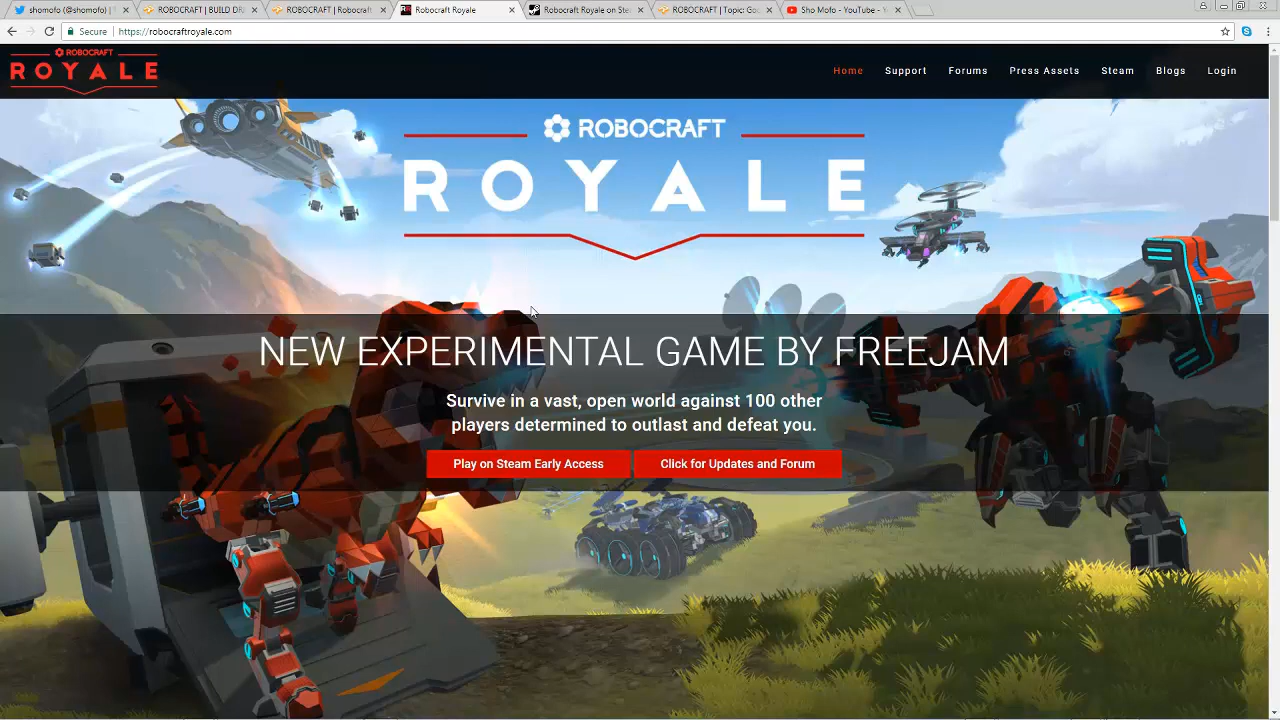 shomofo (@shomofo) | T
ROBOCRAFT | BUILD DR
ROBOCRAFT | Robocraft
Robocraft Royale
Robocraft Royale on Stea
ROBOCRAFT | Topic: Goo
Sho Mofo - YouTube - Y
Secure
https://robocraftroyale.com
ROBOCRAFT
ROYALE
Home
Support
Forums
Press Assets
Steam
Blogs
Login
ROBOCRAFT
ROYALE
NEW EXPERIMENTAL GAME BY FREEJAM
Survive in a vast, open world against 100 other
players determined to outlast and defeat you.
Play on Steam Early Access
Click for Updates and Forum